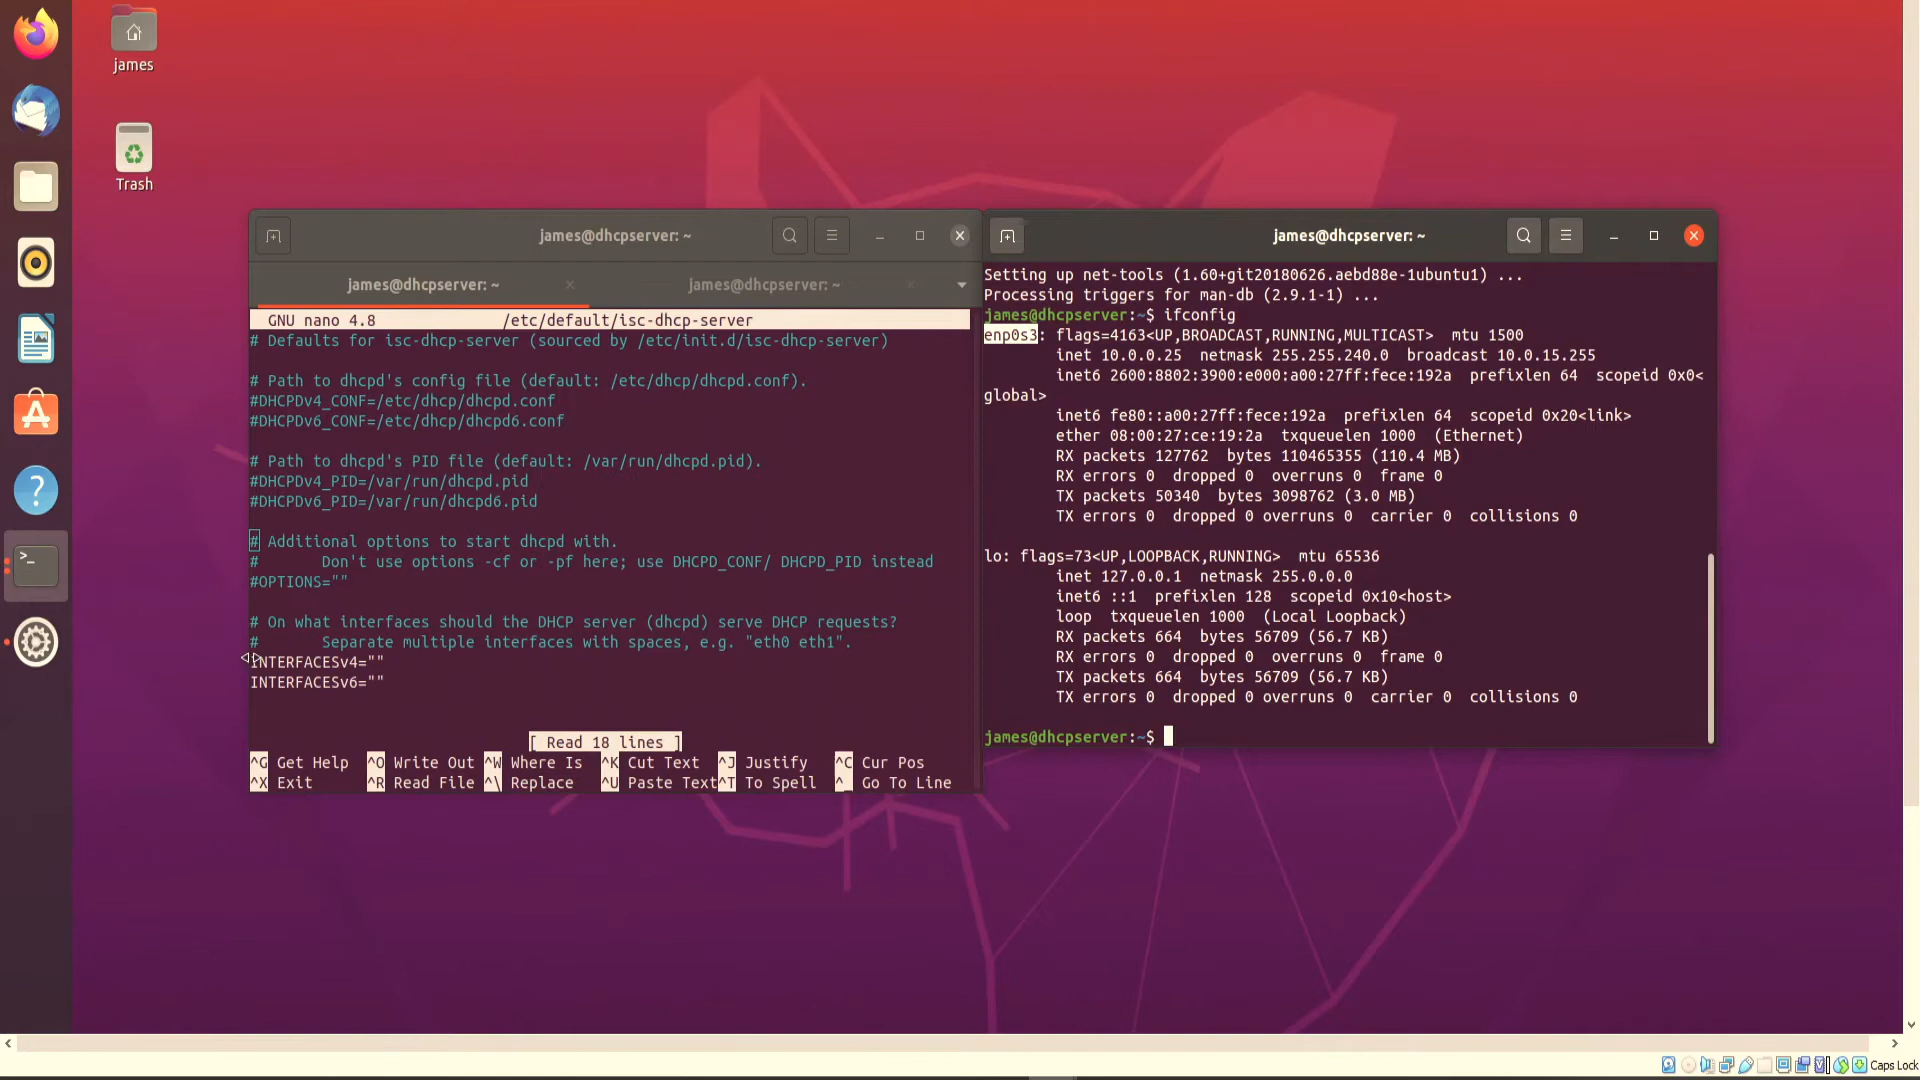 james
Trash
james@dhcpserver: ~
james@dhcpserver: ~
james@dhcpserver: ~
GNU nano 4.8 /etc/default/isc-dhcp-server
# Defaults for isc-dhcp-server (sourced by /etc/init.d/isc-dhcp-server)
# Path to dhcpd's config file (default: /etc/dhcp/dhcpd.conf).
#DHCPDv4_CONF=/etc/dhcp/dhcpd.conf
#DHCPDv6_CONF=/etc/dhcp/dhcpd6.conf
# Path to dhcpd's PID file (default: /var/run/dhcpd.pid).
#DHCPDv4_PID=/var/run/dhcpd.pid
#DHCPDv6_PID=/var/run/dhcpd6.pid
# Additional options to start dhcpd with.
# Don't use options -cf or -pf here; use DHCPD_CONF/ DHCPD_PID instead
#OPTIONS=""
# On what interfaces should the DHCP server (dhcpd) serve DHCP requests?
# Separate multiple interfaces with spaces, e.g. "eth0 eth1".
INTERFACESv4=""
INTERFACESv6=""
[ Read 18 lines ]
^G Get Help ^O Write Out ^W Where Is ^K Cut Text ^J Justify ^C Cur Pos
^X Exit ^R Read File ^\ Replace ^U Paste Text ^T To Spell ^_ Go To Line
james@dhcpserver: ~
Setting up net-tools (1.60+git20180626.aebd88e-1ubuntu1) ...
Processing triggers for man-db (2.9.1-1) ...
james@dhcpserver:~$ ifconfig
enp0s3: flags=4163<UP,BROADCAST,RUNNING,MULTICAST> mtu 1500
inet 10.0.0.25 netmask 255.255.240.0 broadcast 10.0.15.255
inet6 2600:8802:3900:e000:a00:27ff:fece:192a prefixlen 64 scopeid 0x0<
global>
inet6 fe80::a00:27ff:fece:192a prefixlen 64 scopeid 0x20<link>
ether 08:00:27:ce:19:2a txqueuelen 1000 (Ethernet)
RX packets 127762 bytes 110465355 (110.4 MB)
RX errors 0 dropped 0 overruns 0 frame 0
TX packets 50340 bytes 3098762 (3.0 MB)
TX errors 0 dropped 0 overruns 0 carrier 0 collisions 0
lo: flags=73<UP,LOOPBACK,RUNNING> mtu 65536
inet 127.0.0.1 netmask 255.0.0.0
inet6 ::1 prefixlen 128 scopeid 0x10<host>
loop txqueuelen 1000 (Local Loopback)
RX packets 664 bytes 56709 (56.7 KB)
RX errors 0 dropped 0 overruns 0 frame 0
TX packets 664 bytes 56709 (56.7 KB)
TX errors 0 dropped 0 overruns 0 carrier 0 collisions 0
james@dhcpserver:~$
Caps Lock